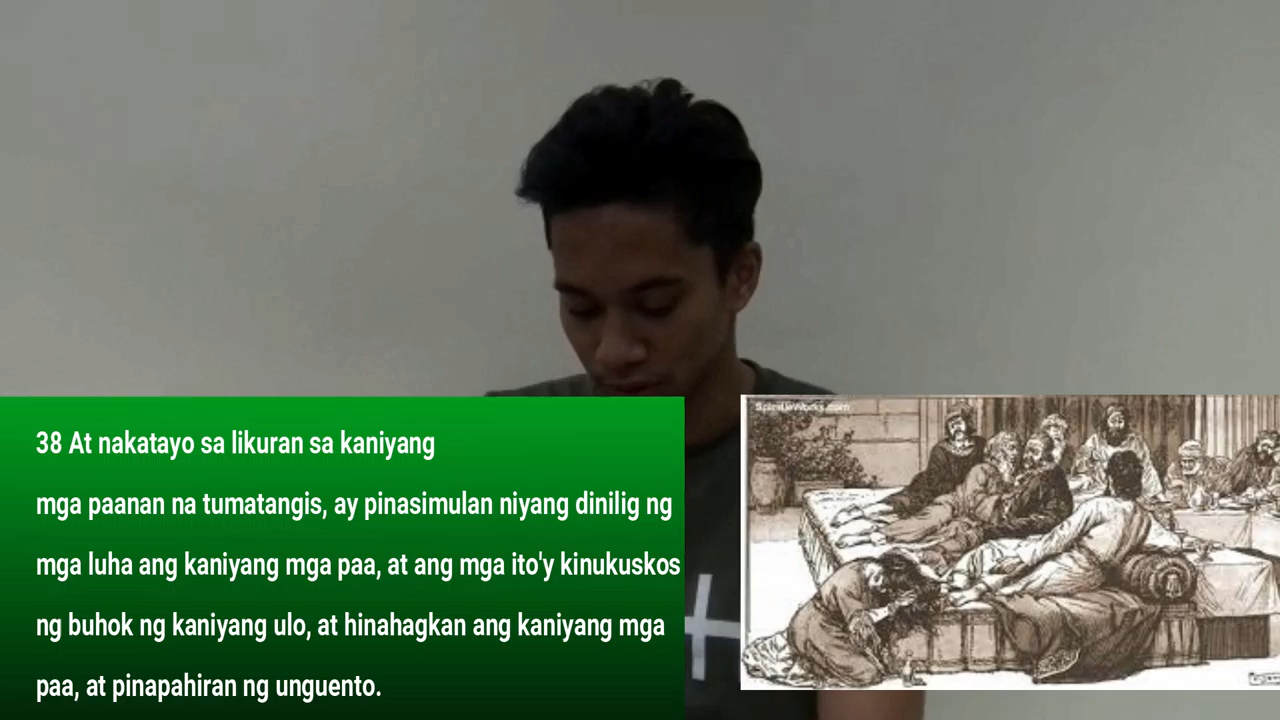 SpindleWorks.com
38 At nakatayo sa likuran sa kaniyang
mga paanan na tumatangis, ay pinasimulan niyang dinilig ng
mga luha ang kaniyang mga paa, at ang mga ito'y kinukuskos
ng buhok ng kaniyang ulo, at hinahagkan ang kaniyang mga
paa, at pinapahiran ng unguento.